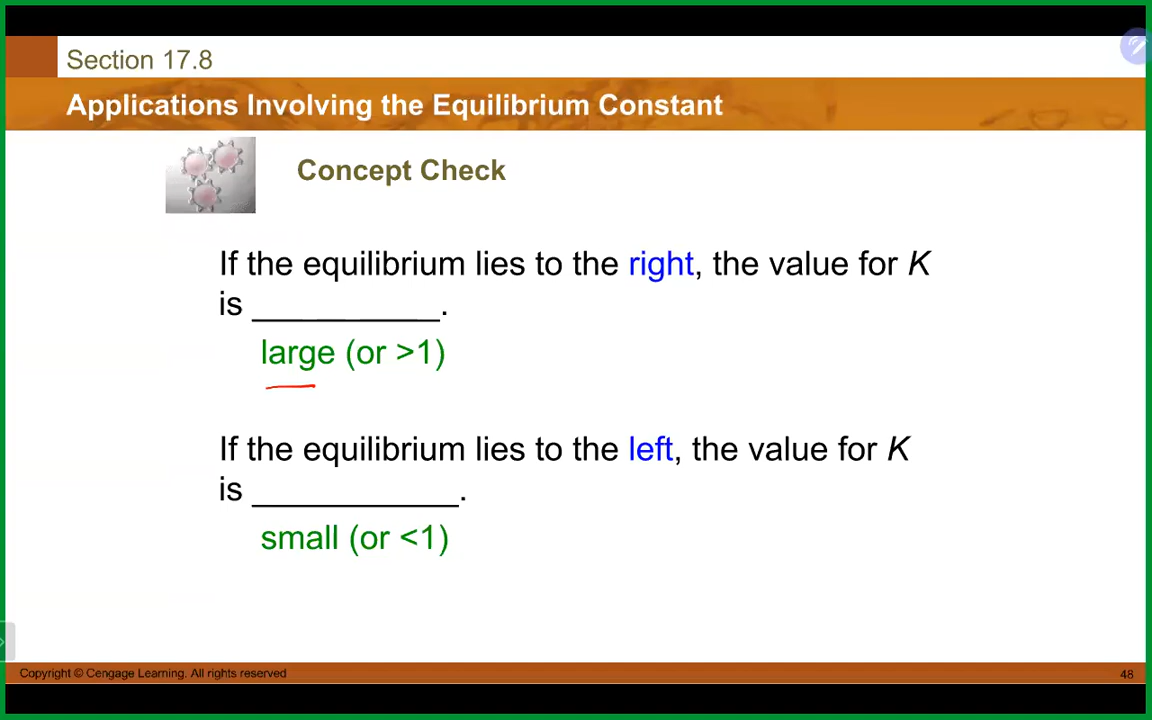 Section 17.8
Applications Involving the Equilibrium Constant
Concept Check
If the equilibrium lies to the right, the value for K
is __________.
large (or >1)
If the equilibrium lies to the left, the value for K
is ___________.
small (or <1)
Copyright © Cengage Learning. All rights reserved
48